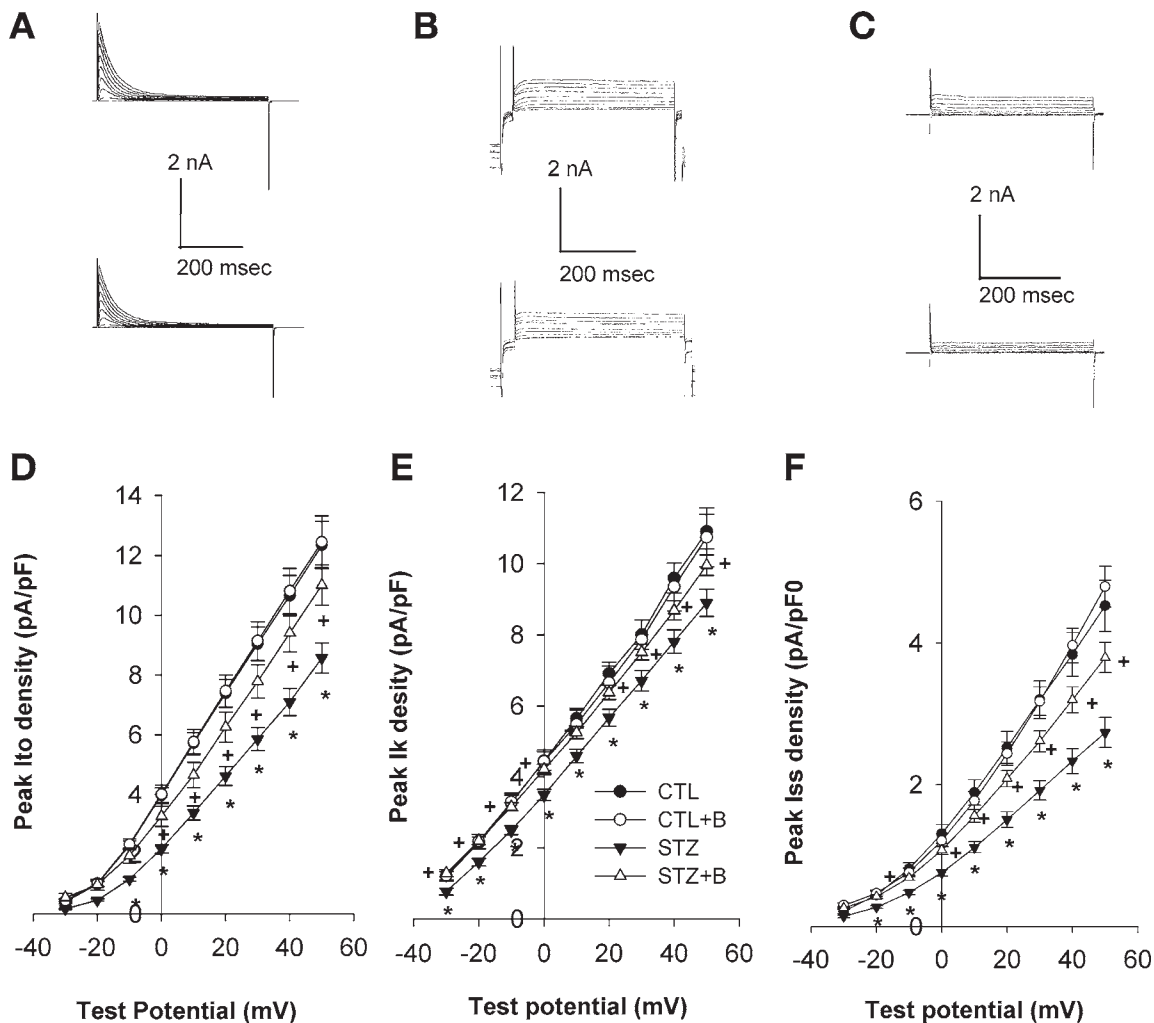 A
B
C
2 nA
200 msec
2 nA
200 msec
2 nA
200 msec
D
E
F
Peak Ito density (pA/pF)
14
12
10
8
6
4
2
0
-40 -20 0 20 40 60
Test Potential (mV)
+ + + + + +
* * * * * * *
Peak Ik desity (pA/pF)
12
10
8
6
4
2
0
-40 -20 0 20 40 60
Test potential (mV)
CTL
CTL+B
STZ
STZ+B
+ + + + + + + + +
* * * * * * * *
Peak Iss density (pA/pF0
6
4
2
0
-40 -20 0 20 40 60
Test potential (mV)
+ + + + + + +
* * * * * * * *